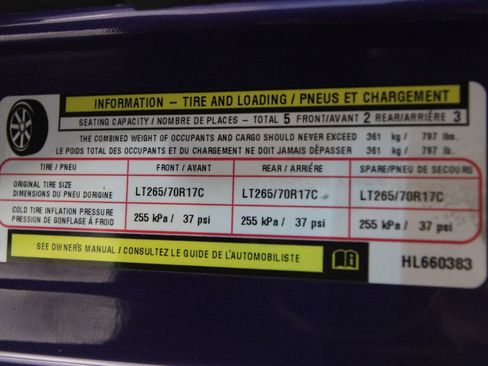 INFORMATION – TIRE AND LOADING / PNEUS ET CHARGEMENT
SEATING CAPACITY / NOMBRE DE PLACES – TOTAL 5 FRONT/AVANT 2 REAR/ARRIÈRE 3
THE COMBINED WEIGHT OF OCCUPANTS AND CARGO SHOULD NEVER EXCEED 361 kg / 797 lbs.
LE POIDS TOTAL DES OCCUPANTS ET DU CHARGEMENT NE DOIT JAMAIS DÉPASSER 361 kg / 797 lb.
TIRE / PNEU FRONT / AVANT REAR / ARRIÉRE SPARE/PNEU DE SECOURS
ORIGINAL TIRE SIZE
DIMENSIONS DU PNEU DORIGINE LT265/70R17C LT265/70R17C LT265/70R17C
COLD TIRE INFLATION PRESSURE
PRESSION DE GONFLAGE À FROID 255 kPa / 37 psi 255 kPa / 37 psi 255 kPa / 37 psi
SEE OWNER'S MANUAL / CONSULTEZ LE GUIDE DE L'AUTOMOBILISTE
HL660383